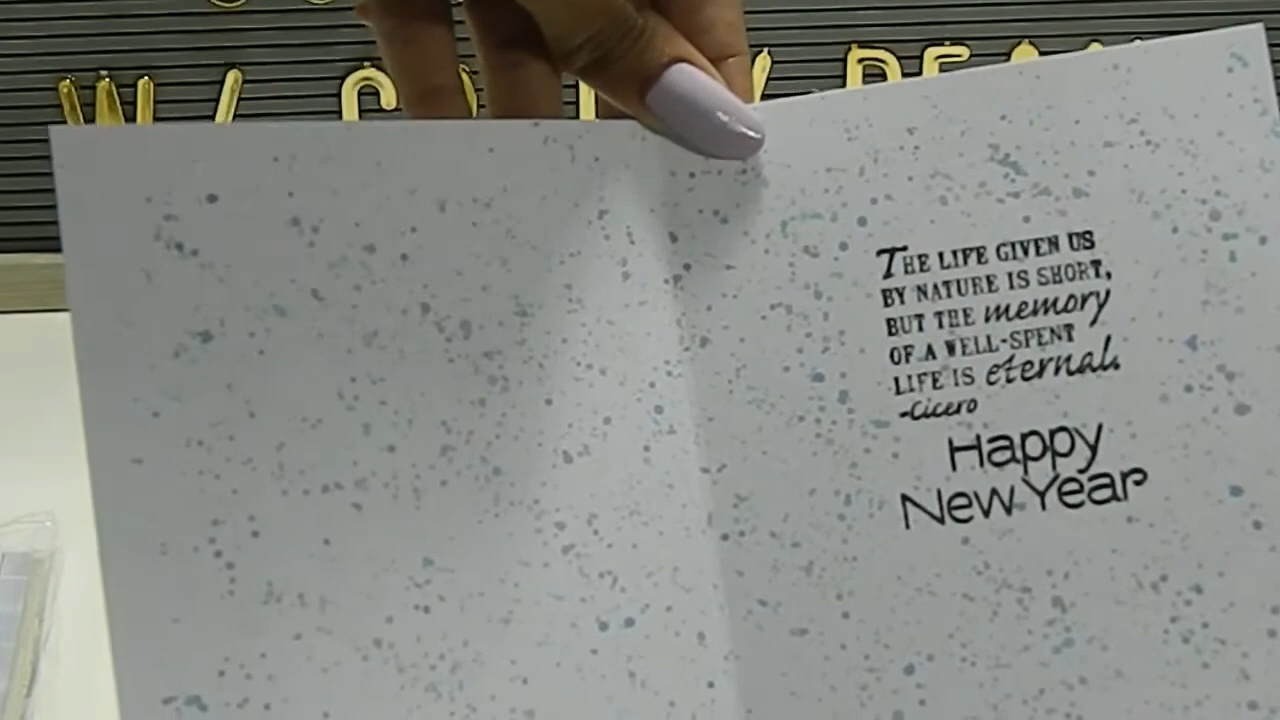 W/
THE LIFE GIVEN US
BY NATURE IS SHORT,
BUT THE memory
OF A WELL-SPENT
LIFE IS eternal.
-Cicero
Happy
New Year